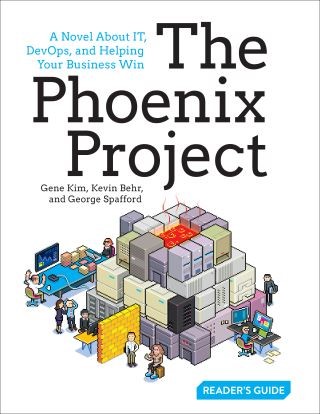 A Novel About IT,
DevOps, and Helping
Your Business Win
The
Phoenix
Project
Gene Kim, Kevin Behr,
and George Spafford
READER'S GUIDE